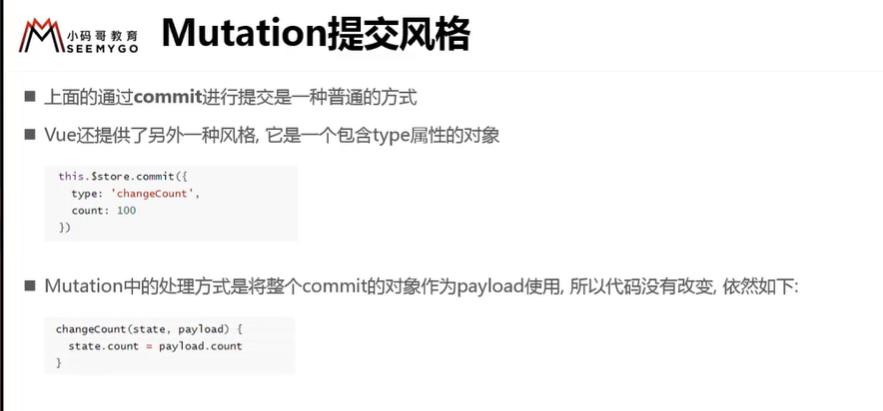 小码哥教育
SEEMYGO
Mutation提交风格
上面的通过commit进行提交是一种普通的方式
Vue还提供了另外一种风格, 它是一个包含type属性的对象
this.$store.commit({
type: 'changeCount',
count: 100
})
Mutation中的处理方式是将整个commit的对象作为payload使用, 所以代码没有改变, 依然如下:
changeCount(state, payload) {
state.count = payload.count
}